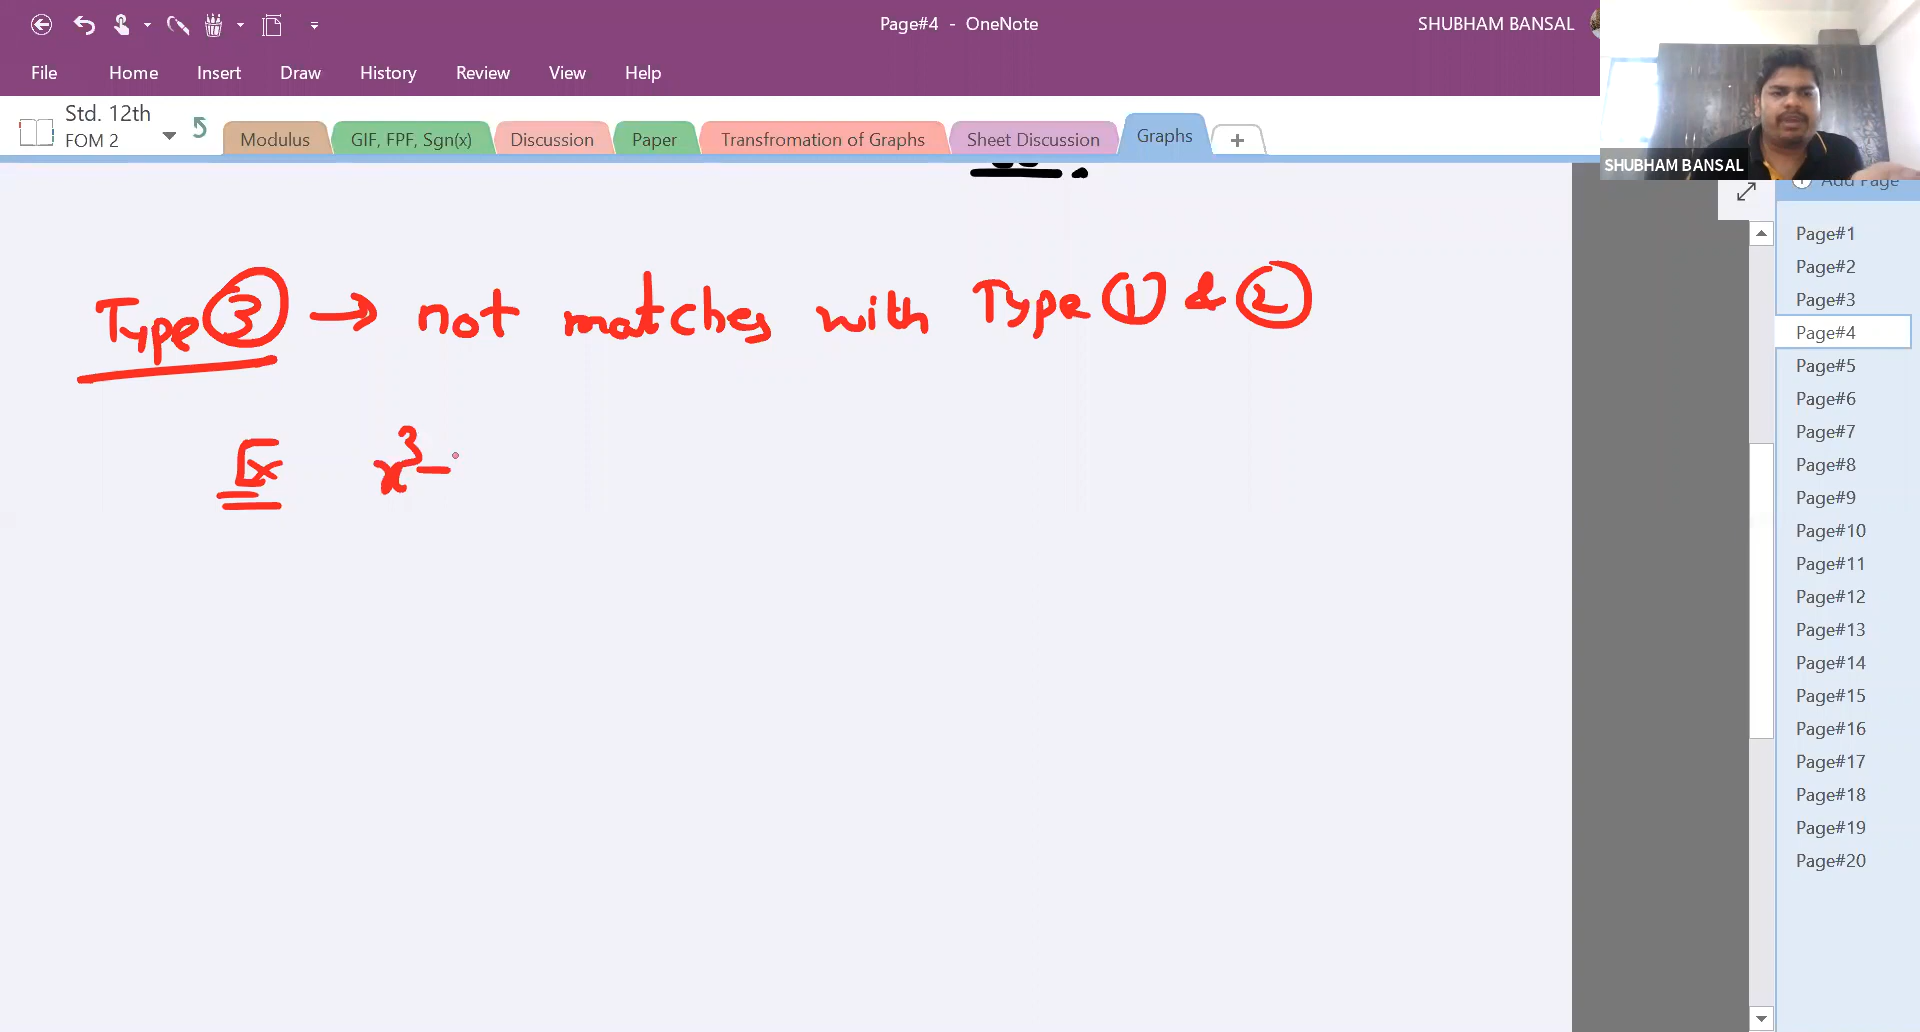 Page#4 - OneNote
SHUBHAM BANSAL
File Home Insert Draw History Review View Help
Std. 12th
FOM 2
Modulus
GIF, FPF, Sgn(x)
Discussion
Paper
Transfromation of Graphs
Sheet Discussion
Graphs
+
SHUBHAM BANSAL
Add Page
Type ③ → not matches with Type ① & ②
Ex x³-
Page#1
Page#2
Page#3
Page#4
Page#5
Page#6
Page#7
Page#8
Page#9
Page#10
Page#11
Page#12
Page#13
Page#14
Page#15
Page#16
Page#17
Page#18
Page#19
Page#20